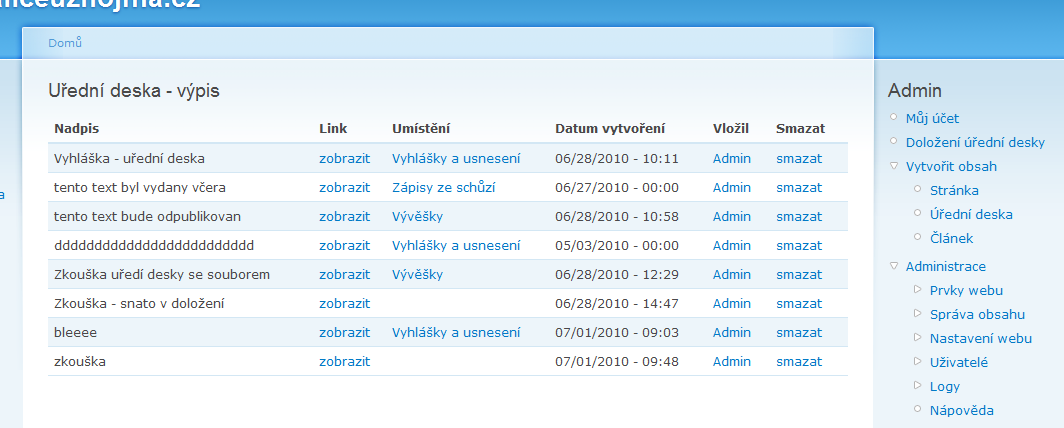 Domů
Uřední deska - výpis
Nadpis Link Umístění Datum vytvoření Vložil Smazat
Vyhláška - uřední deska zobrazit Vyhlášky a usnesení 06/28/2010 - 10:11 Admin smazat
tento text byl vydany včera zobrazit Zápisy ze schůzí 06/27/2010 - 00:00 Admin smazat
tento text bude odpublikovan zobrazit Vývěšky 06/28/2010 - 10:58 Admin smazat
ddddddddddddddddddddddddd zobrazit Vyhlášky a usnesení 05/03/2010 - 00:00 Admin smazat
Zkouška uředí desky se souborem zobrazit Vývěšky 06/28/2010 - 12:29 Admin smazat
Zkouška - snato v doložení zobrazit 06/28/2010 - 14:47 Admin smazat
bleeee zobrazit Vyhlášky a usnesení 07/01/2010 - 09:03 Admin smazat
zkouška zobrazit 07/01/2010 - 09:48 Admin smazat
Admin
Můj účet
Doložení úřední desky
Vytvořit obsah
Stránka
Úřední deska
Článek
Administrace
Prvky webu
Správa obsahu
Nastavení webu
Uživatelé
Logy
Nápověda